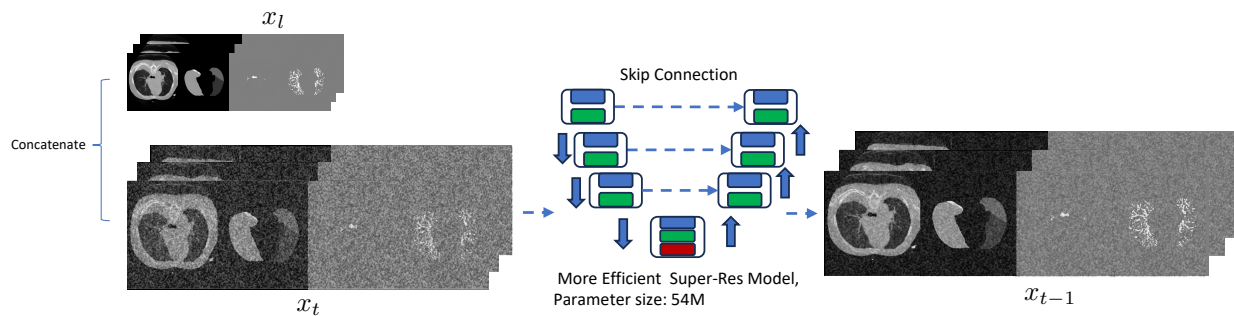 x_l
Skip Connection
Concatenate
More Efficient Super-Res Model,
Parameter size: 54M
x_t
x_{t-1}